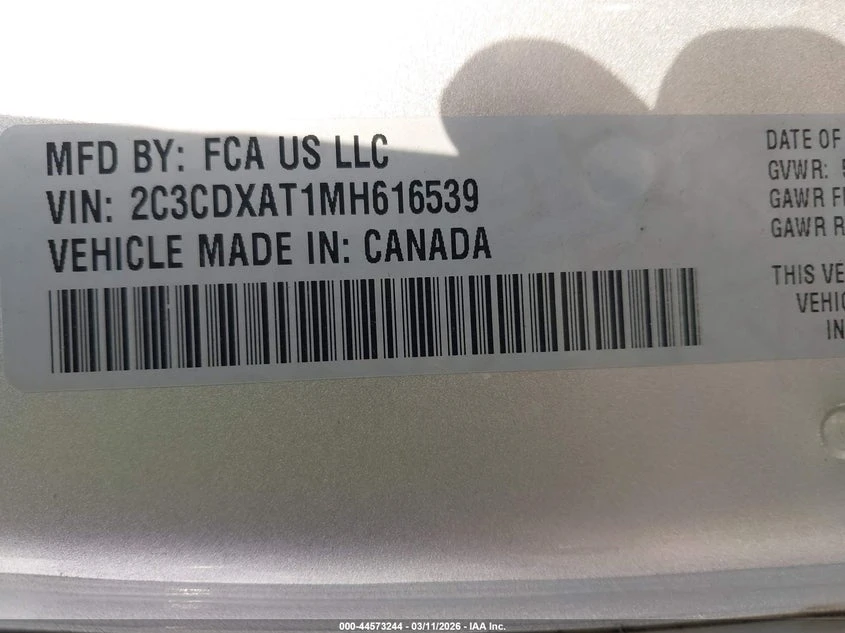 MFD BY: FCA US LLC
VIN: 2C3CDXAT1MH616539
VEHICLE MADE IN: CANADA
DATE OF
GVWR:
GAWR
GAWR R
THIS VE
VEHIC
IN
000-44573244 - 03/11/2026 - IAA Inc.